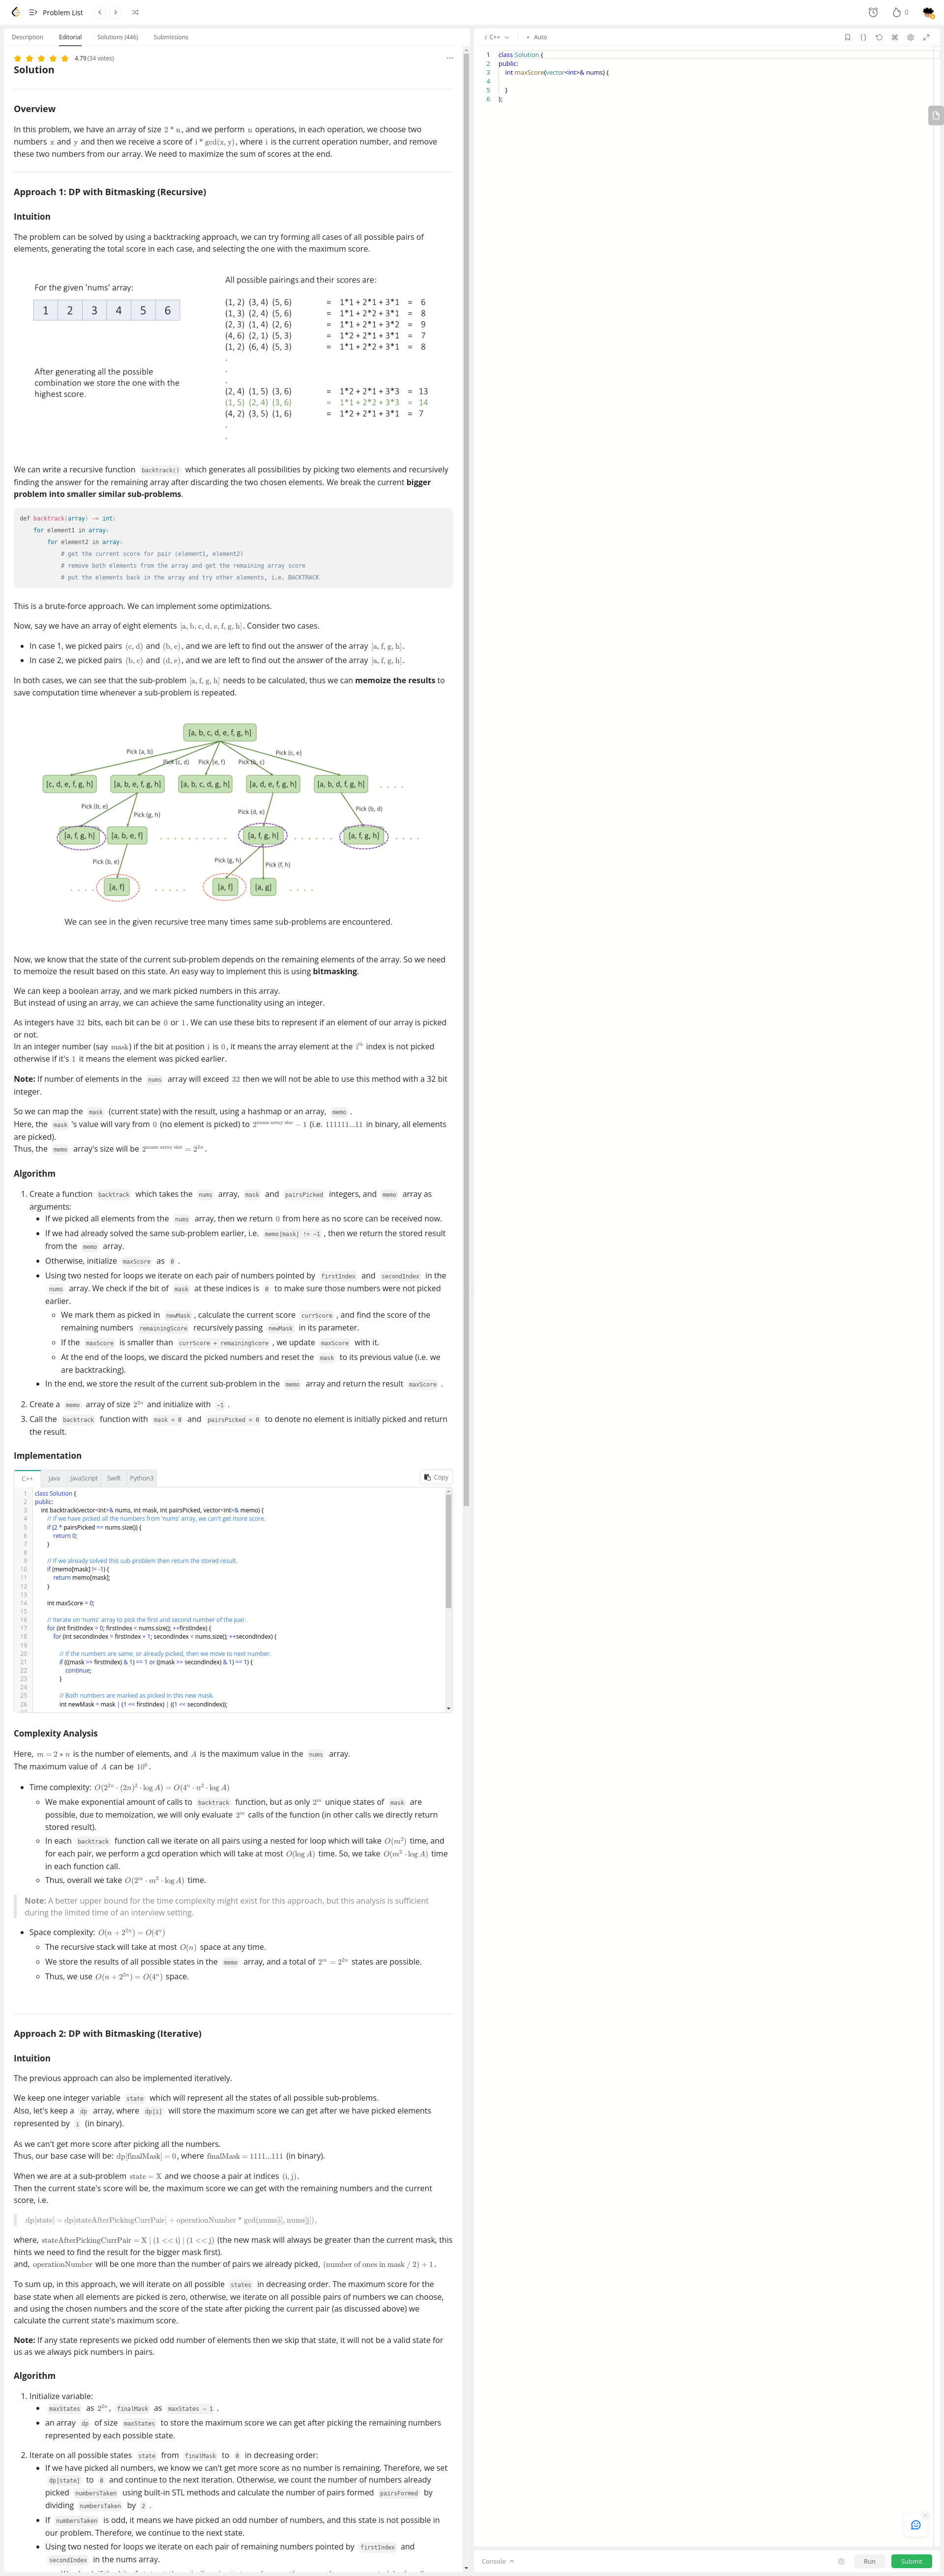 Problem List
0
Description
Editorial
Solutions (446)
Submissions
4.79 (34 votes)
Solution
Overview
In this problem, we have an array of size 2 * n, and we perform n operations, in each operation, we choose two
numbers x and y and then we receive a score of i * gcd(x, y), where i is the current operation number, and remove
these two numbers from our array. We need to maximize the sum of scores at the end.
Approach 1: DP with Bitmasking (Recursive)
Intuition
The problem can be solved by using a backtracking approach, we can try forming all cases of all possible pairs of
elements, generating the total score in each case, and selecting the one with the maximum score.
For the given 'nums' array:
1 2 3 4 5 6
After generating all the possible
combination we store the one with the
highest score.
All possible pairings and their scores are:
(1, 2) (3, 4) (5, 6) = 1*1 + 2*1 + 3*1 = 6
(1, 3) (2, 4) (5, 6) = 1*1 + 2*2 + 3*1 = 8
(2, 3) (1, 4) (2, 6) = 1*1 + 2*1 + 3*2 = 9
(4, 6) (2, 1) (5, 3) = 1*2 + 2*1 + 3*1 = 7
(1, 2) (6, 4) (5, 3) = 1*1 + 2*2 + 3*1 = 8
.
.
.
(2, 4) (1, 5) (3, 6) = 1*2 + 2*1 + 3*3 = 13
(1, 5) (2, 4) (3, 6) = 1*1 + 2*2 + 3*3 = 14
(4, 2) (3, 5) (1, 6) = 1*2 + 2*1 + 3*1 = 7
.
.
We can write a recursive function backtrack() which generates all possibilities by picking two elements and recursively
finding the answer for the remaining array after discarding the two chosen elements. We break the current bigger
problem into smaller similar sub-problems.
def backtrack(array) -> int:
for element1 in array:
for element2 in array:
# get the current score for pair (element1, element2)
# remove both elements from the array and get the remaining array score
# put the elements back in the array and try other elements, i.e. BACKTRACK
This is a brute-force approach. We can implement some optimizations.
Now, say we have an array of eight elements [a, b, c, d, e, f, g, h]. Consider two cases.
• In case 1, we picked pairs (c, d) and (b, e), and we are left to find out the answer of the array [a, f, g, h].
• In case 2, we picked pairs (b, c) and (d, e), and we are left to find out the answer of the array [a, f, g, h].
In both cases, we can see that the sub-problem [a, f, g, h] needs to be calculated, thus we can memoize the results to
save computation time whenever a sub-problem is repeated.
[a, b, c, d, e, f, g, h]
Pick (a, b)
Pick (c, d)
Pick (e, f)
Pick (b, c)
Pick (c, e)
[c, d, e, f, g, h]
[a, b, e, f, g, h]
[a, b, c, d, g, h]
[a, d, e, f, g, h]
[a, b, d, f, g, h]
. . . .
Pick (b, e)
Pick (g, h)
Pick (d, e)
Pick (b, d)
[a, f, g, h]
[a, b, e, f]
[a, f, g, h]
[a, f, g, h]
Pick (b, e)
Pick (g, h)
Pick (f, h)
[a, f]
[a, f]
[a, g]
We can see in the given recursive tree many times same sub-problems are encountered.
Now, we know that the state of the current sub-problem depends on the remaining elements of the array. So we need
to memoize the result based on this state. An easy way to implement this is using bitmasking.
We can keep a boolean array, and we mark picked numbers in this array.
But instead of using an array, we can achieve the same functionality using an integer.
As integers have 32 bits, each bit can be 0 or 1. We can use these bits to represent if an element of our array is picked
or not.
In an integer number (say mask) if the bit at position i is 0, it means the array element at the i^th index is not picked
otherwise if it's 1 it means the element was picked earlier.
Note: If number of elements in the nums array will exceed 32 then we will not be able to use this method with a 32 bit
integer.
So we can map the mask (current state) with the result, using a hashmap or an array, memo .
Here, the mask 's value will vary from 0 (no element is picked) to 2^nums array size − 1 (i.e. 111111...11 in binary, all elements
are picked).
Thus, the memo array's size will be 2^nums array size = 2^2n.
Algorithm
1. Create a function backtrack which takes the nums array, mask and pairsPicked integers, and memo array as
arguments:
• If we picked all elements from the nums array, then we return 0 from here as no score can be received now.
• If we had already solved the same sub-problem earlier, i.e. memo[mask] != -1 , then we return the stored result
from the memo array.
• Otherwise, initialize maxScore as 0 .
• Using two nested for loops we iterate on each pair of numbers pointed by firstIndex and secondIndex in the
nums array. We check if the bit of mask at these indices is 0 to make sure those numbers were not picked
earlier.
◦ We mark them as picked in newMask , calculate the current score currScore , and find the score of the
remaining numbers remainingScore recursively passing newMask in its parameter.
◦ If the maxScore is smaller than currScore + remainingScore , we update maxScore with it.
◦ At the end of the loops, we discard the picked numbers and reset the mask to its previous value (i.e. we
are backtracking).
• In the end, we store the result of the current sub-problem in the memo array and return the result maxScore .
2. Create a memo array of size 2^2n and initialize with -1 .
3. Call the backtrack function with mask = 0 and pairsPicked = 0 to denote no element is initially picked and return
the result.
Implementation
C++ Java JavaScript Swift Python3 Copy
1 class Solution {
2 public:
3 int backtrack(vector<int>& nums, int mask, int pairsPicked, vector<int>& memo) {
4 // If we have picked all the numbers from 'nums' array, we can't get more score.
5 if (2 * pairsPicked == nums.size()) {
6 return 0;
7 }
8
9 // If we already solved this sub-problem then return the stored result.
10 if (memo[mask] != -1) {
11 return memo[mask];
12 }
13
14 int maxScore = 0;
15
16 // Iterate on 'nums' array to pick the first and second number of the pair.
17 for (int firstIndex = 0; firstIndex < nums.size(); ++firstIndex) {
18 for (int secondIndex = firstIndex + 1; secondIndex < nums.size(); ++secondIndex) {
19
20 // If the numbers are same, or already picked, then we move to next number.
21 if (((mask >> firstIndex) & 1) == 1 or ((mask >> secondIndex) & 1) == 1) {
22 continue;
23 }
24
25 // Both numbers are marked as picked in this new mask.
26 int newMask = mask | (1 << firstIndex) | (1 << secondIndex);
Complexity Analysis
Here, m = 2 * n is the number of elements, and A is the maximum value in the nums array.
The maximum value of A can be 10^6.
• Time complexity: O(2^2n · (2n)^2 · log A) = O(4^n · n^2 · log A)
◦ We make exponential amount of calls to backtrack function, but as only 2^m unique states of mask are
possible, due to memoization, we will only evaluate 2^m calls of the function (in other calls we directly return
stored result).
◦ In each backtrack function call we iterate on all pairs using a nested for loop which will take O(m^2) time, and
for each pair, we perform a gcd operation which will take at most O(log A) time. So, we take O(m^2 · log A) time
in each function call.
◦ Thus, overall we take O(2^m · m^2 · log A) time.
Note: A better upper bound for the time complexity might exist for this approach, but this analysis is sufficient
during the limited time of an interview setting.
• Space complexity: O(n + 2^2n) = O(4^n)
◦ The recursive stack will take at most O(n) space at any time.
◦ We store the results of all possible states in the memo array, and a total of 2^m = 2^2n states are possible.
◦ Thus, we use O(n + 2^2n) = O(4^n) space.
Approach 2: DP with Bitmasking (Iterative)
Intuition
The previous approach can also be implemented iteratively.
We keep one integer variable state which will represent all the states of all possible sub-problems.
Also, let's keep a dp array, where dp[i] will store the maximum score we can get after we have picked elements
represented by i (in binary).
As we can't get more score after picking all the numbers.
Thus, our base case will be: dp[finalMask] = 0, where finalMask = 1111...111 (in binary).
When we are at a sub-problem state = X and we choose a pair at indices (i, j).
Then the current state's score will be, the maximum score we can get with the remaining numbers and the current
score, i.e.
dp[state] = dp[stateAfterPickingCurrPair] + operationNumber * gcd(nums[i], nums[j]),
where, stateAfterPickingCurrPair = X | (1 << i) | (1 << j) (the new mask will always be greater than the current mask, this
hints we need to find the result for the bigger mask first).
and, operationNumber will be one more than the number of pairs we already picked, (number of ones in mask / 2) + 1.
To sum up, in this approach, we will iterate on all possible states in decreasing order. The maximum score for the
base state when all elements are picked is zero, otherwise, we iterate on all possible pairs of numbers we can choose,
and using the chosen numbers and the score of the state after picking the current pair (as discussed above) we
calculate the current state's maximum score.
Note: If any state represents we picked odd number of elements then we skip that state, it will not be a valid state for
us as we always pick numbers in pairs.
Algorithm
1. Initialize variable:
• maxStates as 2^2n, finalMask as maxStates - 1 .
• an array dp of size maxStates to store the maximum score we can get after picking the remaining numbers
represented by each possible state.
2. Iterate on all possible states state from finalMask to 0 in decreasing order:
• If we have picked all numbers, we know we can't get more score as no number is remaining. Therefore, we set
dp[state] to 0 and continue to the next iteration. Otherwise, we count the number of numbers already
picked numbersTaken using built-in STL methods and calculate the number of pairs formed pairsFormed by
dividing numbersTaken by 2 .
• If numbersTaken is odd, it means we have picked an odd number of numbers, and this state is not possible in
our problem. Therefore, we continue to the next state.
• Using two nested for loops we iterate on each pair of remaining numbers pointed by firstIndex and
secondIndex in the nums array.
i C++
• Auto
1 class Solution {
2 public:
3 int maxScore(vector<int>& nums) {
4
5 }
6 };
Console
Run
Submit